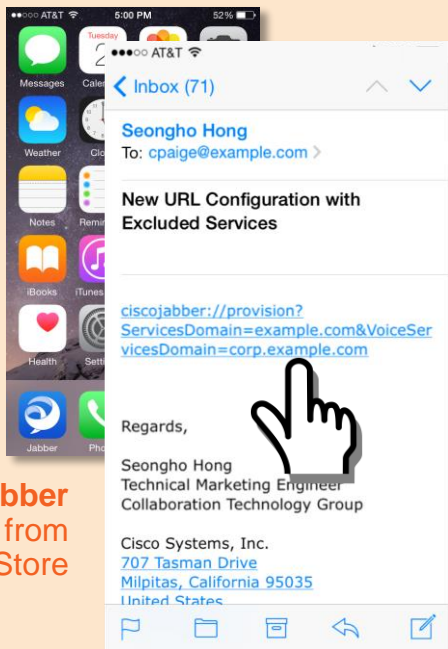 AT&T 5:00 PM 52%
Tuesday
Messages
Weather
Notes
iBooks
Health
Jabber
AT&T
Inbox (71)
Seongho Hong
To: cpaige@example.com >
New URL Configuration with
Excluded Services
ciscojabber://provision?
ServicesDomain=example.com&VoiceSer
vicesDomain=corp.example.com
Regards,
Seongho Hong
Technical Marketing Engineer
Collaboration Technology Group
Cisco Systems, Inc.
707 Tasman Drive
Milpitas, California 95035
United States
bber
from
Store